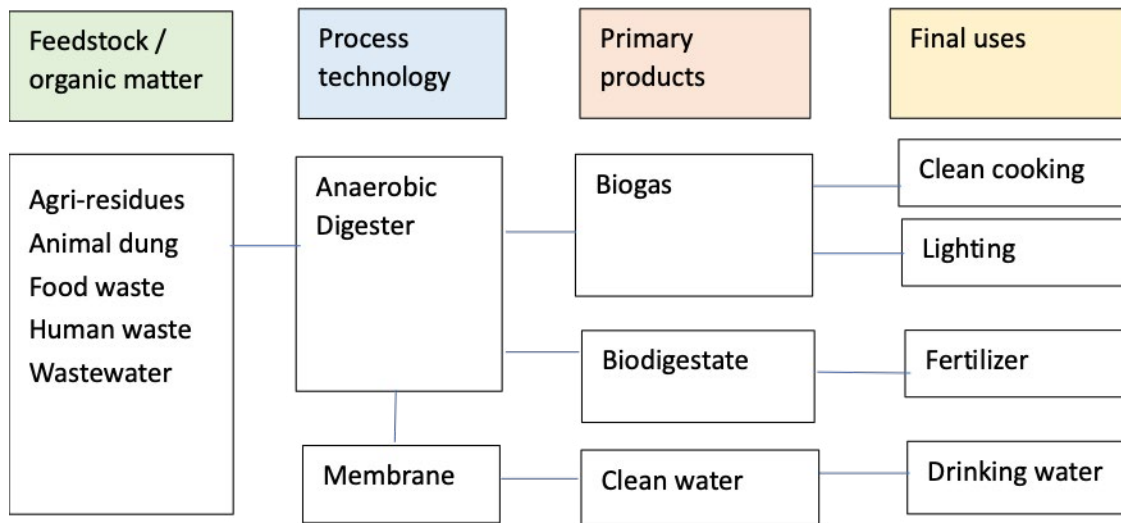 Feedstock /
organic matter
Process
technology
Primary
products
Final uses
Agri-residues
Animal dung
Food waste
Human waste
Wastewater
Anaerobic
Digester
Membrane
Biogas
Biodigestate
Clean water
Clean cooking
Lighting
Fertilizer
Drinking water